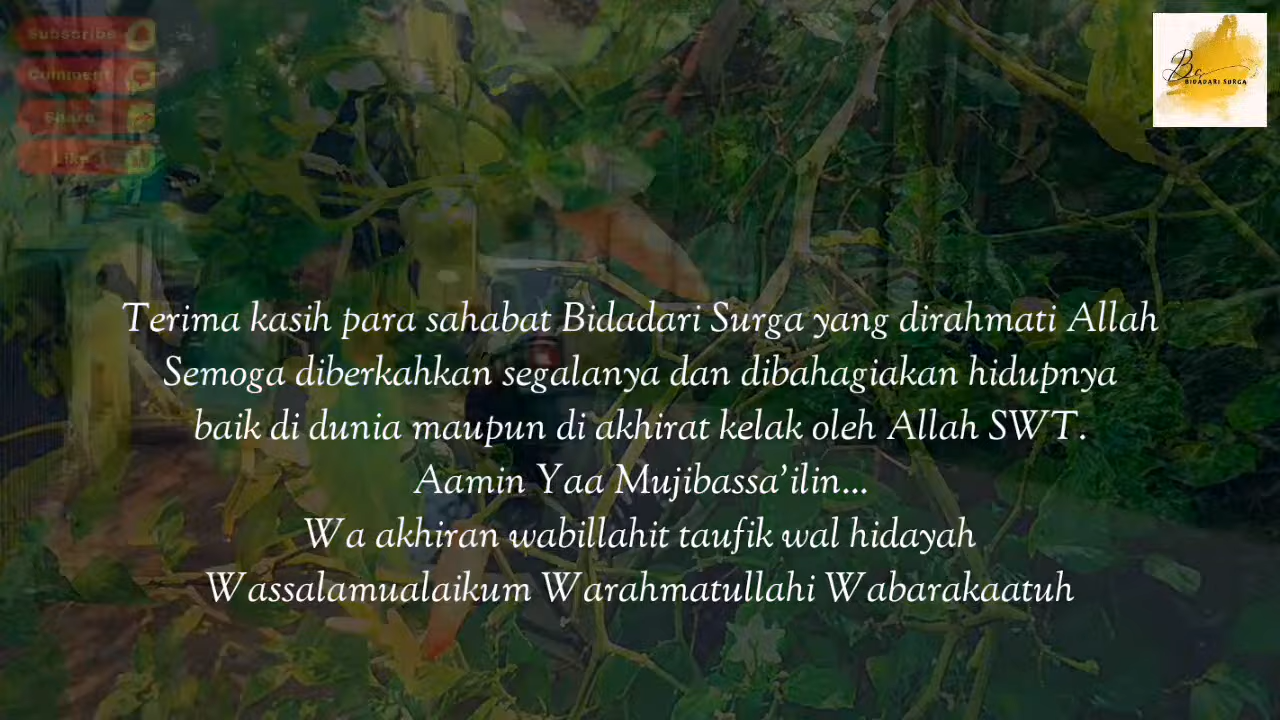 Subscribe
Comment
Share
Like
BIDADARI SURGA
Terima kasih para sahabat Bidadari Surga yang dirahmati Allah
Semoga diberkahkan segalanya dan dibahagiakan hidupnya
baik di dunia maupun di akhirat kelak oleh Allah SWT.
Aamin Yaa Mujibassa'ilin...
Wa akhiran wabillahit taufik wal hidayah
Wassalamualaikum Warahmatullahi Wabarakaatuh